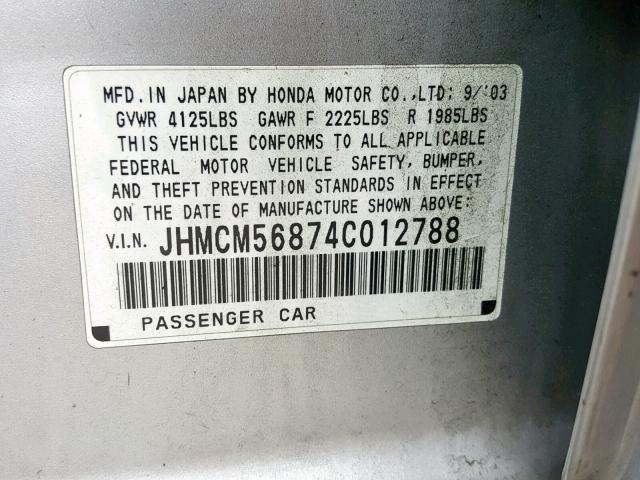 MFD. IN JAPAN BY HONDA MOTOR CO., LTD; 9/'03
GVWR 4125LBS GAWR F 2225LBS R 1985LBS
THIS VEHICLE CONFORMS TO ALL APPLICABLE
FEDERAL MOTOR VEHICLE SAFETY, BUMPER,
AND THEFT PREVENTION STANDARDS IN EFFECT
ON THE DATE OF MANUFACTURE SHOWN ABOVE:
V.I.N. JHMCM56874C012788
PASSENGER CAR